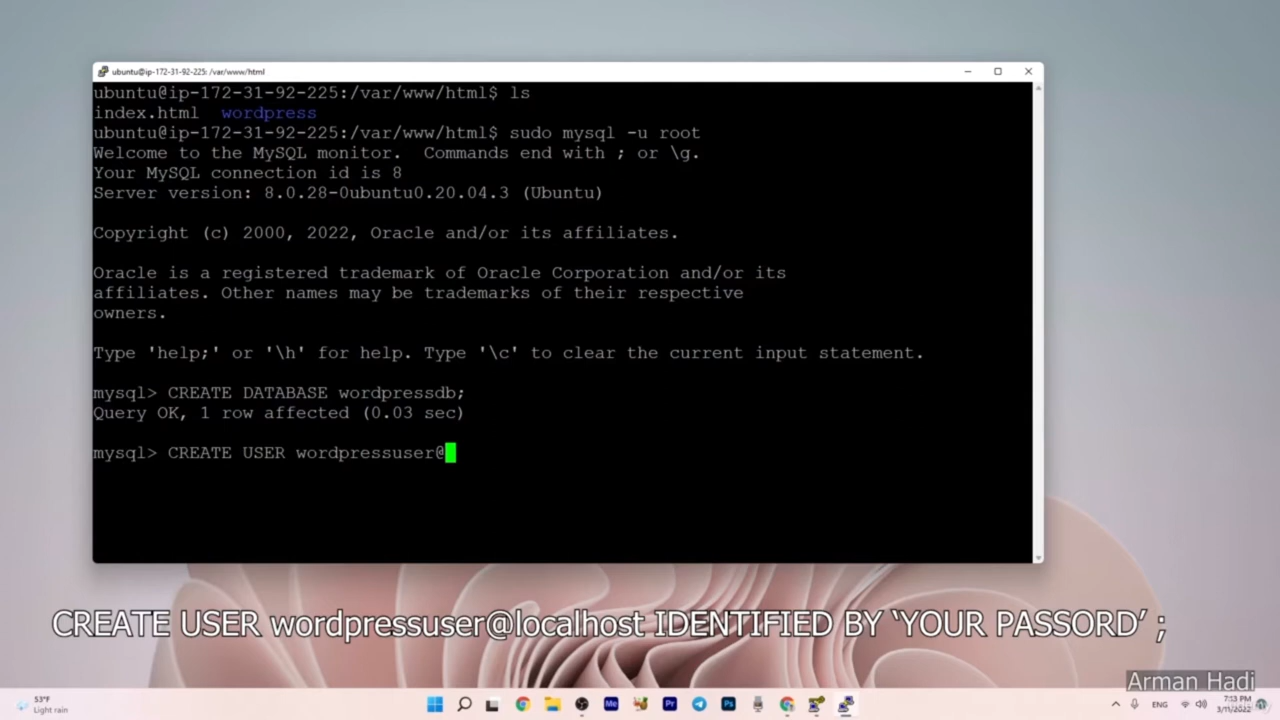 ubuntu@ip-172-31-92-225: /var/www/html
ubuntu@ip-172-31-92-225:/var/www/html$ ls
index.html  wordpress
ubuntu@ip-172-31-92-225:/var/www/html$ sudo mysql -u root
Welcome to the MySQL monitor.  Commands end with ; or \g.
Your MySQL connection id is 8
Server version: 8.0.28-0ubuntu0.20.04.3 (Ubuntu)
Copyright (c) 2000, 2022, Oracle and/or its affiliates.
Oracle is a registered trademark of Oracle Corporation and/or its
affiliates. Other names may be trademarks of their respective
owners.
Type 'help;' or '\h' for help. Type '\c' to clear the current input statement.
mysql> CREATE DATABASE wordpressdb;
Query OK, 1 row affected (0.03 sec)
mysql> CREATE USER wordpressuser@
CREATE USER wordpressuser@localhost IDENTIFIED BY ‘YOUR PASSORD’ ;
Arman Hadi
53°F
Light rain
Me
Pr
Ps
ENG
7:13 PM
3/11/2022